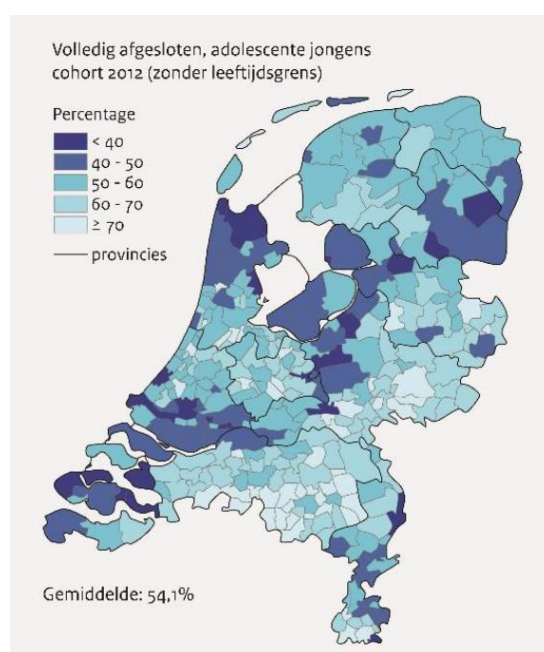 Volledig afgesloten, adolescente jongens
cohort 2012 (zonder leeftijdsgrens)
Percentage
< 40
40 - 50
50 - 60
60 - 70
≥ 70
provincies
Gemiddelde: 54,1%